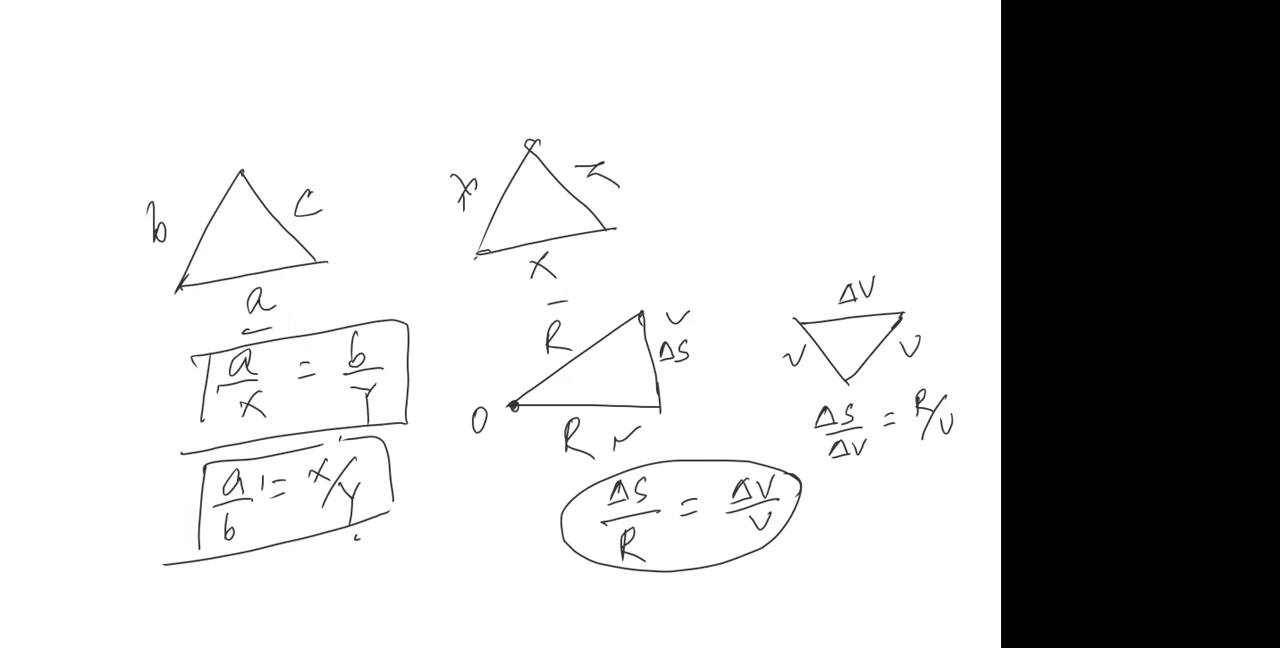 b c
a
y z
x
a/x = b/y
a/b = x/y
R v
Δs
O
R v
Δv
v v
Δs/Δv = R/v
Δs/R = Δv/v